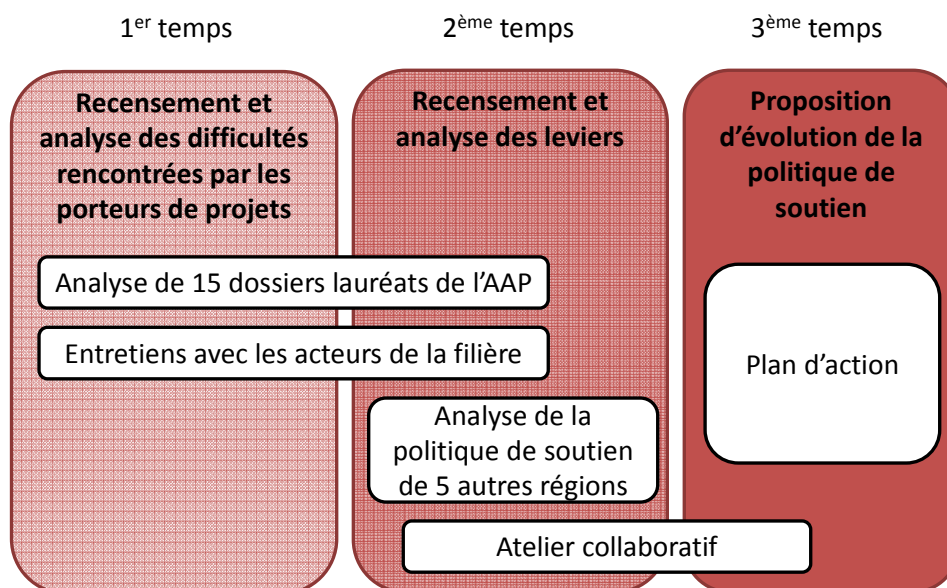 1er temps
2ème temps
3ème temps
Recensement et
analyse des difficultés
rencontrées par les
porteurs de projets
Recensement et
analyse des leviers
Proposition
d'évolution de la
politique de
soutien
Analyse de 15 dossiers lauréats de l'AAP
Entretiens avec les acteurs de la filière
Analyse de la
politique de soutien
de 5 autres régions
Plan d'action
Atelier collaboratif